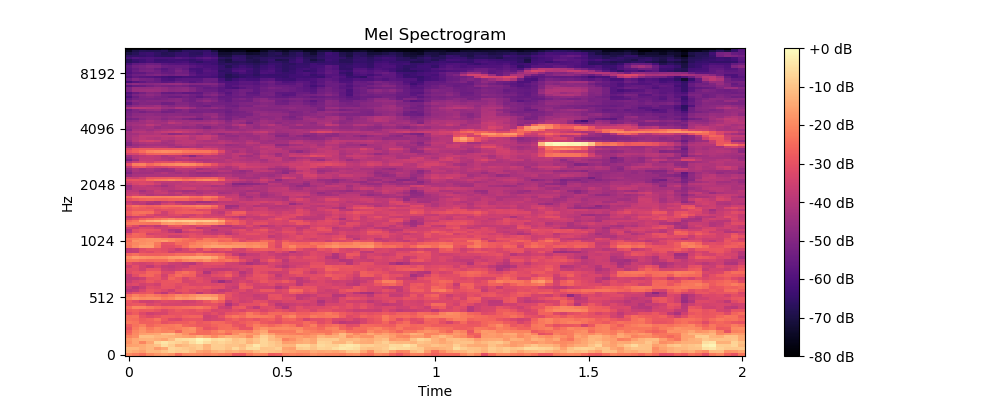 Mel Spectrogram
Hz
8192
4096
2048
1024
512
0
0 0.5 1 1.5 2
Time
+0 dB
-10 dB
-20 dB
-30 dB
-40 dB
-50 dB
-60 dB
-70 dB
-80 dB